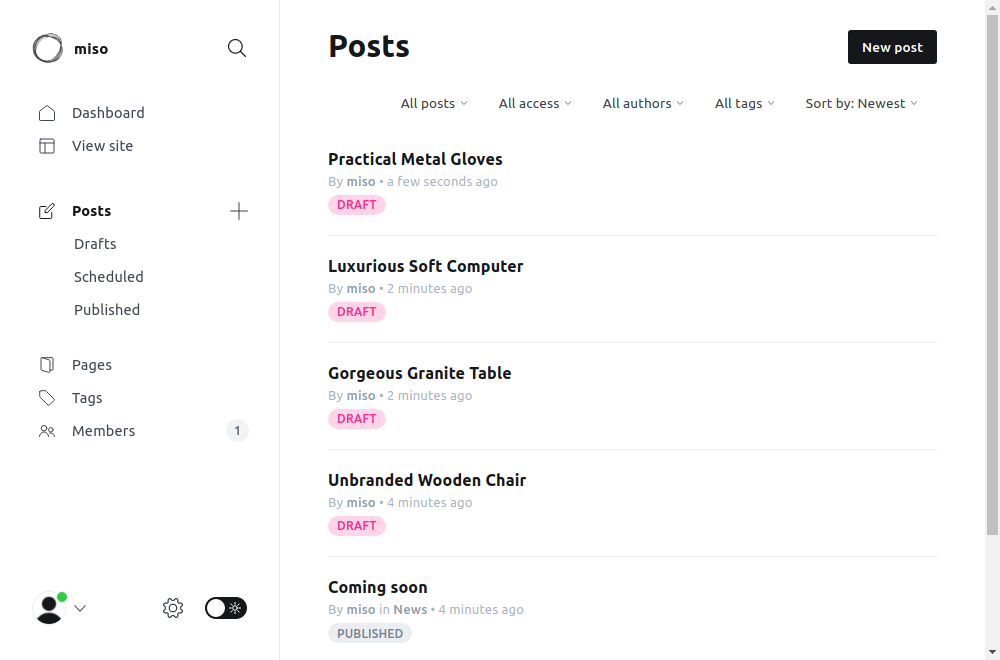 miso
Dashboard
View site
Posts
Drafts
Scheduled
Published
Pages
Tags
Members 1
Posts
New post
All posts All access All authors All tags Sort by: Newest
Practical Metal Gloves
By miso • a few seconds ago
DRAFT
Luxurious Soft Computer
By miso • 2 minutes ago
DRAFT
Gorgeous Granite Table
By miso • 2 minutes ago
DRAFT
Unbranded Wooden Chair
By miso • 4 minutes ago
DRAFT
Coming soon
By miso in News • 4 minutes ago
PUBLISHED